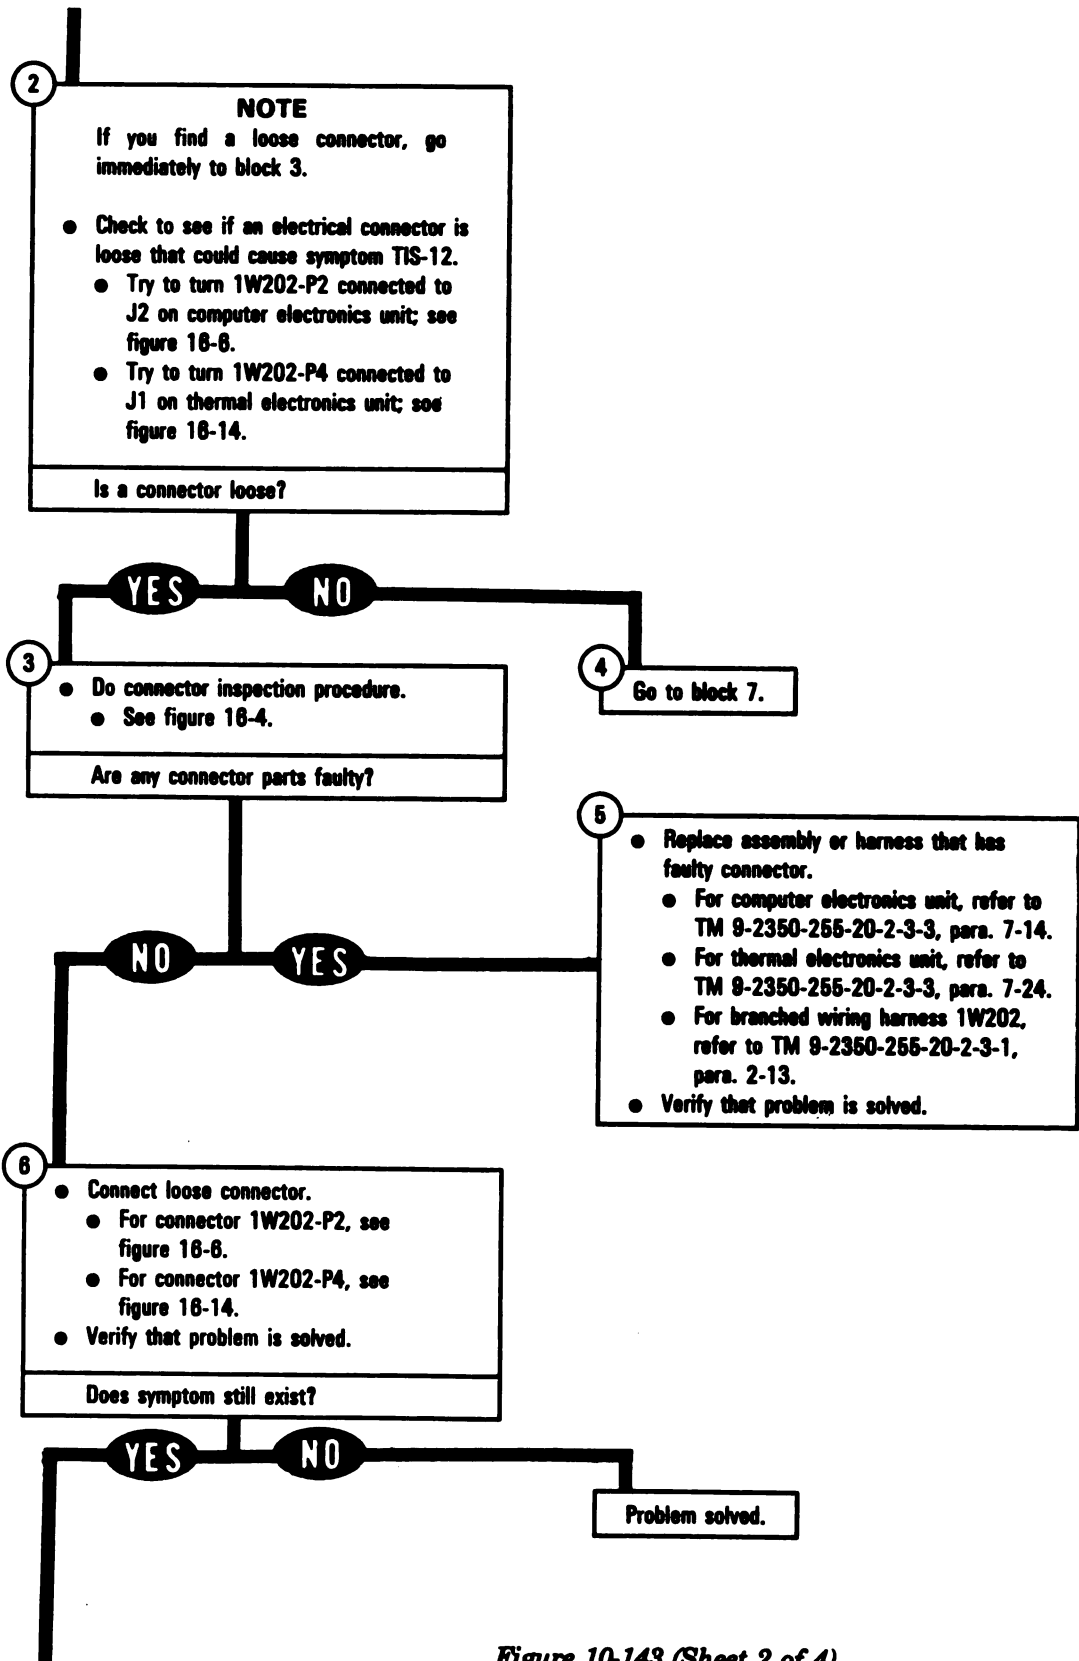 2
NOTE
If you find a loose connector, go
immediately to block 3.
● Check to see if an electrical connector is
loose that could cause symptom TIS-12.
● Try to turn 1W202-P2 connected to
J2 on computer electronics unit; see
figure 16-6.
● Try to turn 1W202-P4 connected to
J1 on thermal electronics unit; see
figure 16-14.
Is a connector loose?
YES NO
3
● Do connector inspection procedure.
● See figure 16-4.
Are any connector parts faulty?
4
Go to block 7.
NO YES
5
● Replace assembly or harness that has
faulty connector.
● For computer electronics unit, refer to
TM 9-2350-255-20-2-3-3, para. 7-14.
● For thermal electronics unit, refer to
TM 9-2350-255-20-2-3-3, para. 7-24.
● For branched wiring harness 1W202,
refer to TM 9-2350-255-20-2-3-1,
para. 2-13.
● Verify that problem is solved.
6
● Connect loose connector.
● For connector 1W202-P2, see
figure 16-6.
● For connector 1W202-P4, see
figure 16-14.
● Verify that problem is solved.
Does symptom still exist?
YES NO
Problem solved.
Figure 10-143 (Sheet 2 of 4)